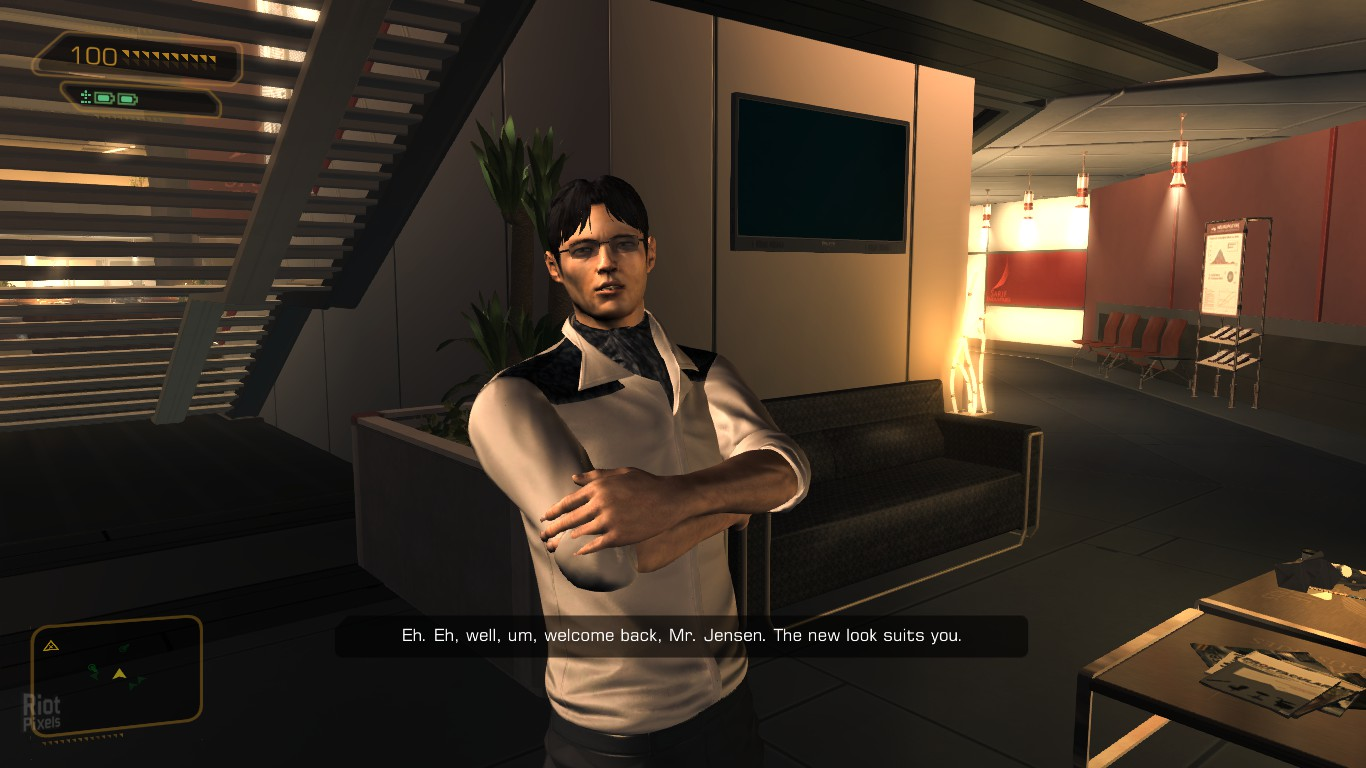 100
Eh. Eh, well, um, welcome back, Mr. Jensen. The new look suits you.
Riot
Pixels